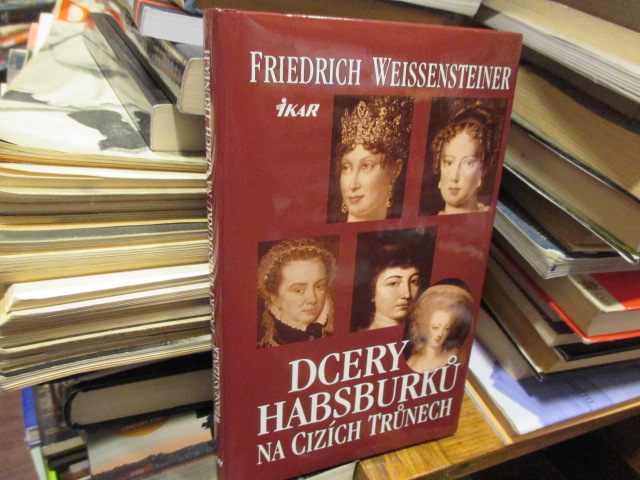 FRIEDRICH WEISSENSTEINER
IKAR
DCERY
HABSBURKŮ
NA CIZÍCH TRŮNECH